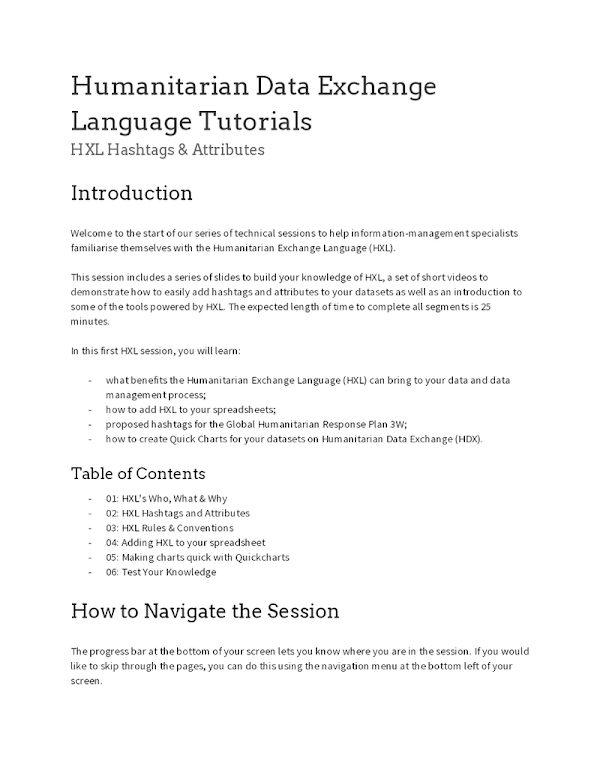 Humanitarian Data Exchange
Language Tutorials
HXL Hashtags & Attributes
Introduction
Welcome to the start of our series of technical sessions to help information-management specialists
familiarise themselves with the Humanitarian Exchange Language (HXL).
This session includes a series of slides to build your knowledge of HXL, a set of short videos to
demonstrate how to easily add hashtags and attributes to your datasets as well as an introduction to
some of the tools powered by HXL. The expected length of time to complete all segments is 25
minutes.
In this first HXL session, you will learn:
- what benefits the Humanitarian Exchange Language (HXL) can bring to your data and data
management process;
- how to add HXL to your spreadsheets;
- proposed hashtags for the Global Humanitarian Response Plan 3W;
- how to create Quick Charts for your datasets on Humanitarian Data Exchange (HDX).
Table of Contents
- 01: HXL's Who, What & Why
- 02: HXL Hashtags and Attributes
- 03: HXL Rules & Conventions
- 04: Adding HXL to your spreadsheet
- 05: Making charts quick with Quickcharts
- 06: Test Your Knowledge
How to Navigate the Session
The progress bar at the bottom of your screen lets you know where you are in the session. If you would
like to skip through the pages, you can do this using the navigation menu at the bottom left of your
screen.